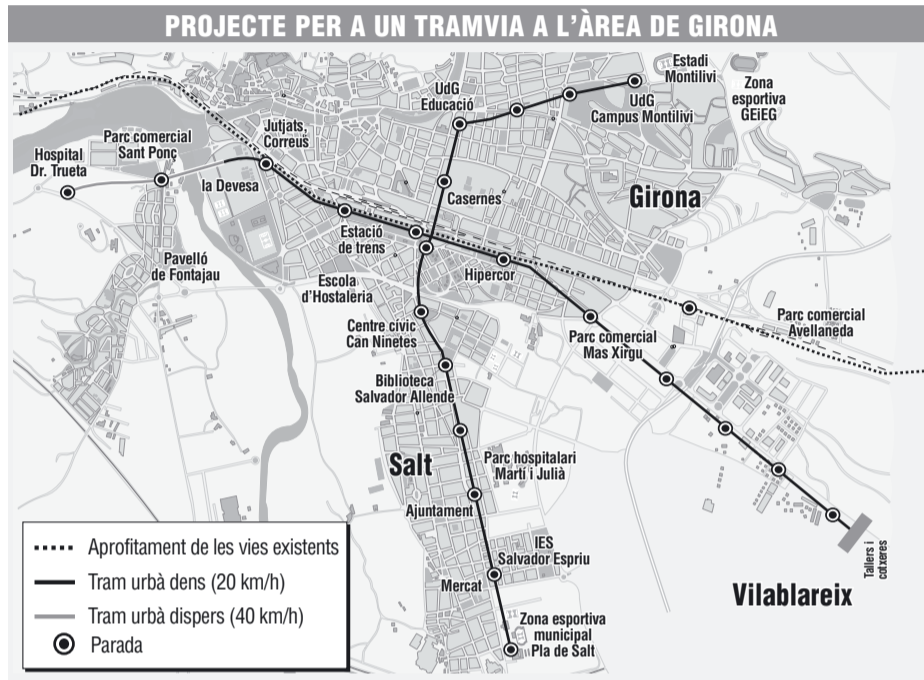 PROJECTE PER A UN TRAMVIA A L'ÀREA DE GIRONA
Estadi
Montilivi
Zona
esportiva
GEiEG
UdG
Educació
UdG
Campus Montilivi
Jutjats,
Correus
Parc comercial
Sant Ponç
Hospital
Dr. Trueta
la Devesa
Casernes
Girona
Estació
de trens
Pavelló
de Fontajau
Hipercor
Escola
d'Hostaleria
Parc comercial
Avellaneda
Centre cívic
Can Ninetes
Parc comercial
Mas Xirgu
Biblioteca
Salvador Allende
Salt
Parc hospitalari
Martí i Julià
Ajuntament
IES
Salvador Espriu
Mercat
Tallers i
cotxeres
Vilablareix
Zona esportiva
municipal
Pla de Salt
Aprofitament de les vies existents
Tram urbà dens (20 km/h)
Tram urbà dispers (40 km/h)
Parada